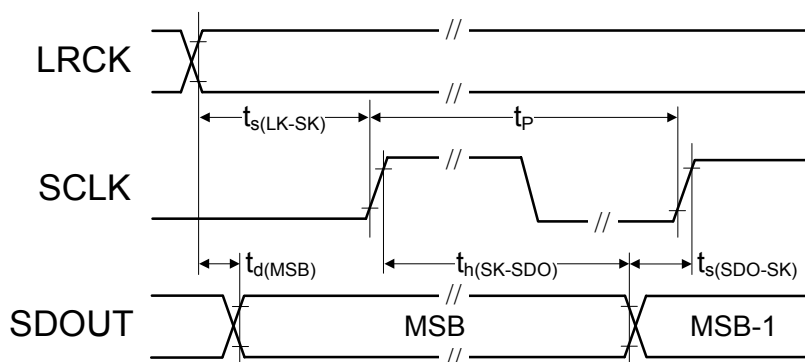 LRCK
//
//
ts(LK-SK) tP
SCLK
//
//
td(MSB) th(SK-SDO) ts(SDO-SK)
//
SDOUT MSB MSB-1
//